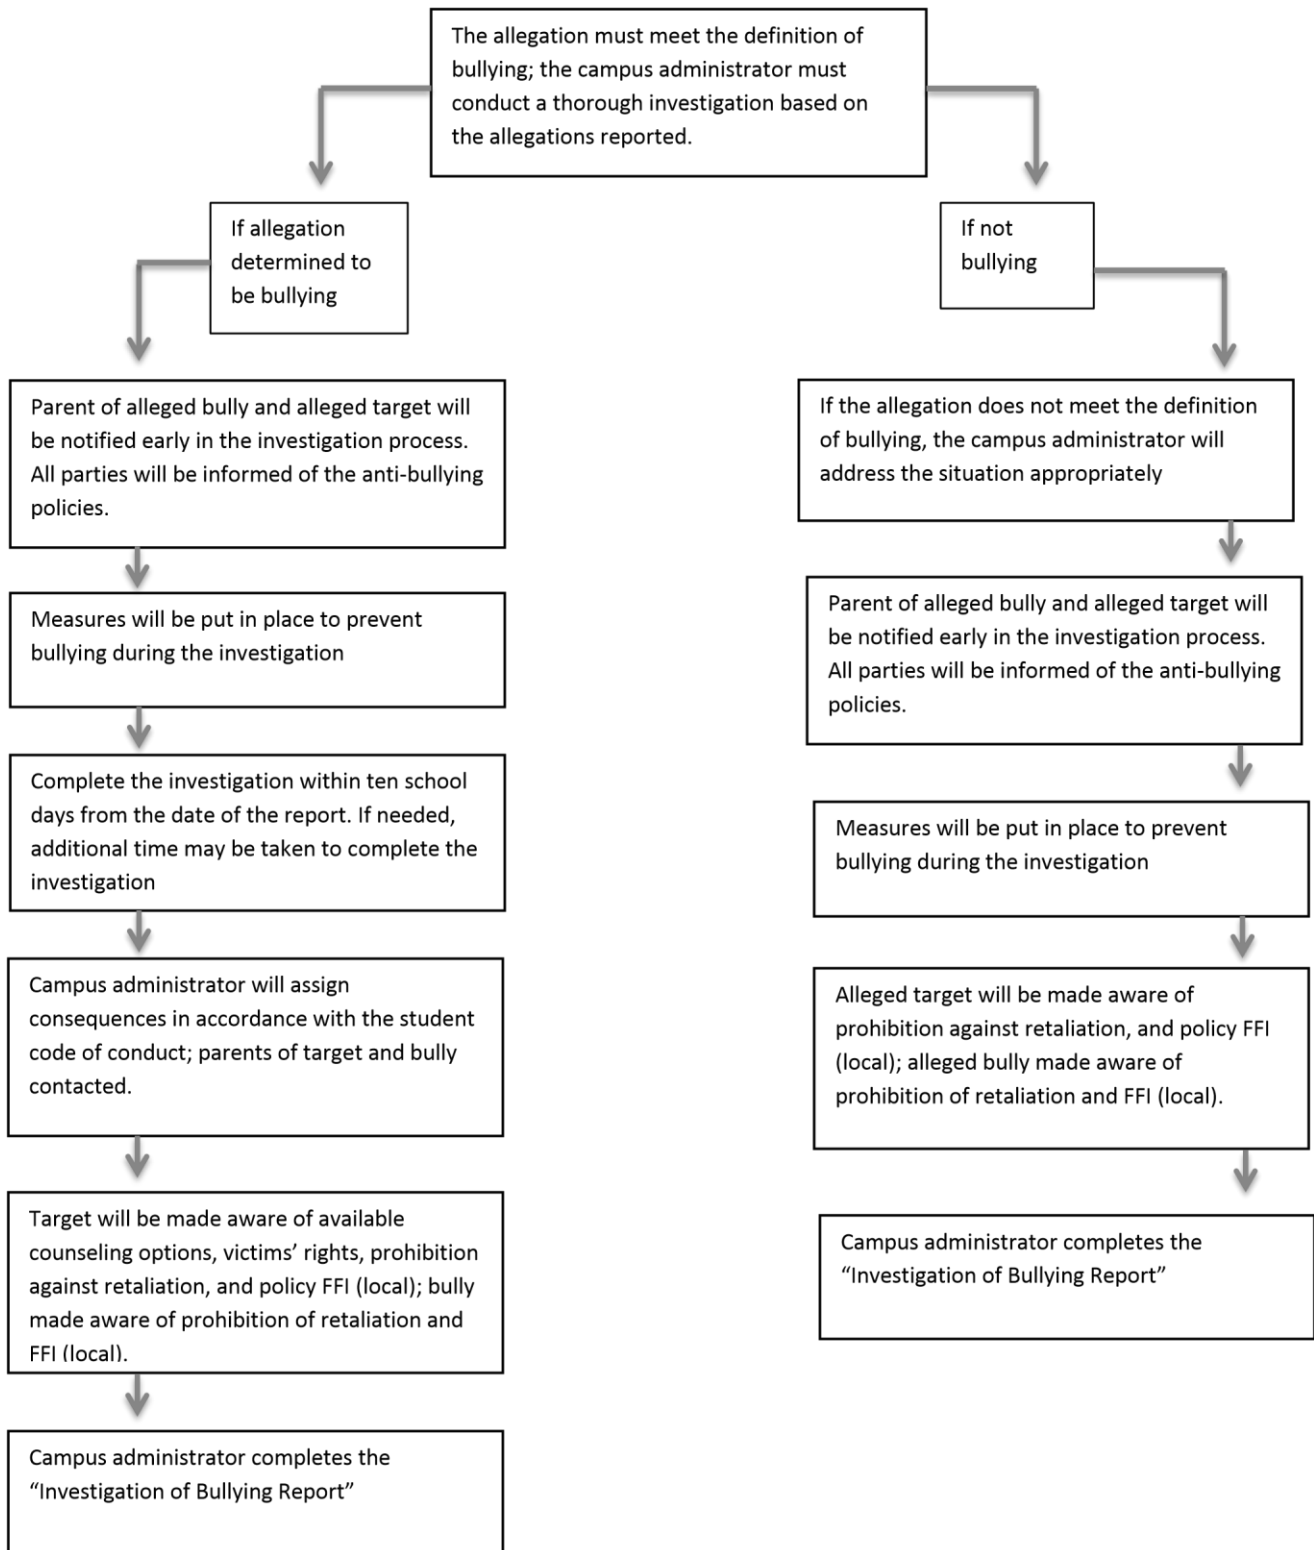 The allegation must meet the definition of
bullying; the campus administrator must
conduct a thorough investigation based on
the allegations reported.
If allegation
determined to
be bullying
If not
bullying
Parent of alleged bully and alleged target will
be notified early in the investigation process.
All parties will be informed of the anti-bullying
policies.
Measures will be put in place to prevent
bullying during the investigation
Complete the investigation within ten school
days from the date of the report. If needed,
additional time may be taken to complete the
investigation
Campus administrator will assign
consequences in accordance with the student
code of conduct; parents of target and bully
contacted.
Target will be made aware of available
counseling options, victims’ rights, prohibition
against retaliation, and policy FFI (local); bully
made aware of prohibition of retaliation and
FFI (local).
Campus administrator completes the
“Investigation of Bullying Report”
If the allegation does not meet the definition
of bullying, the campus administrator will
address the situation appropriately
Parent of alleged bully and alleged target will
be notified early in the investigation process.
All parties will be informed of the anti-bullying
policies.
Measures will be put in place to prevent
bullying during the investigation
Alleged target will be made aware of
prohibition against retaliation, and policy FFI
(local); alleged bully made aware of
prohibition of retaliation and FFI (local).
Campus administrator completes the
“Investigation of Bullying Report”